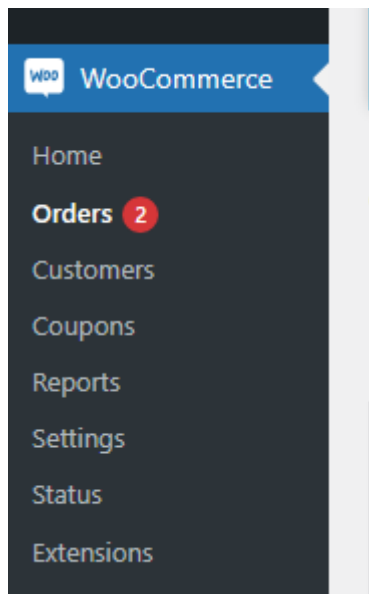 Woo WooCommerce
Home
Orders 2
Customers
Coupons
Reports
Settings
Status
Extensions